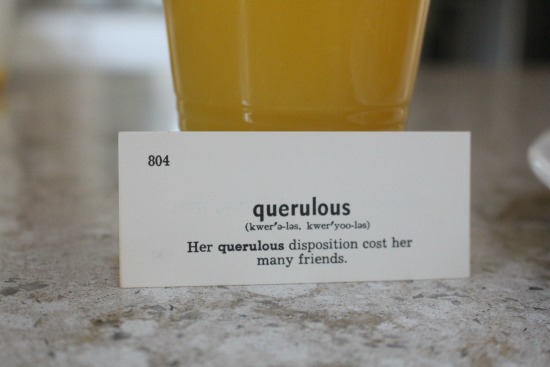 804
querulous
(kwer'ə-ləs, kwer'yoo-ləs)
Her querulous disposition cost her
many friends.